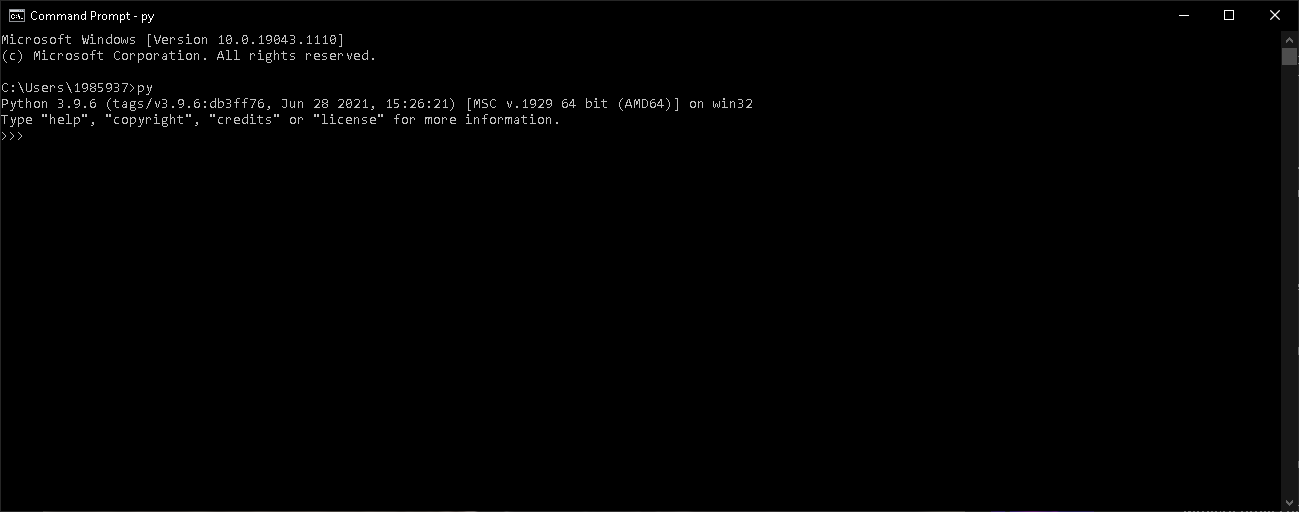 Command Prompt - py
Microsoft Windows [Version 10.0.19043.1110]
(c) Microsoft Corporation. All rights reserved.
C:\Users\1985937>py
Python 3.9.6 (tags/v3.9.6:db3ff76, Jun 28 2021, 15:26:21) [MSC v.1929 64 bit (AMD64)] on win32
Type "help", "copyright", "credits" or "license" for more information.
>>>